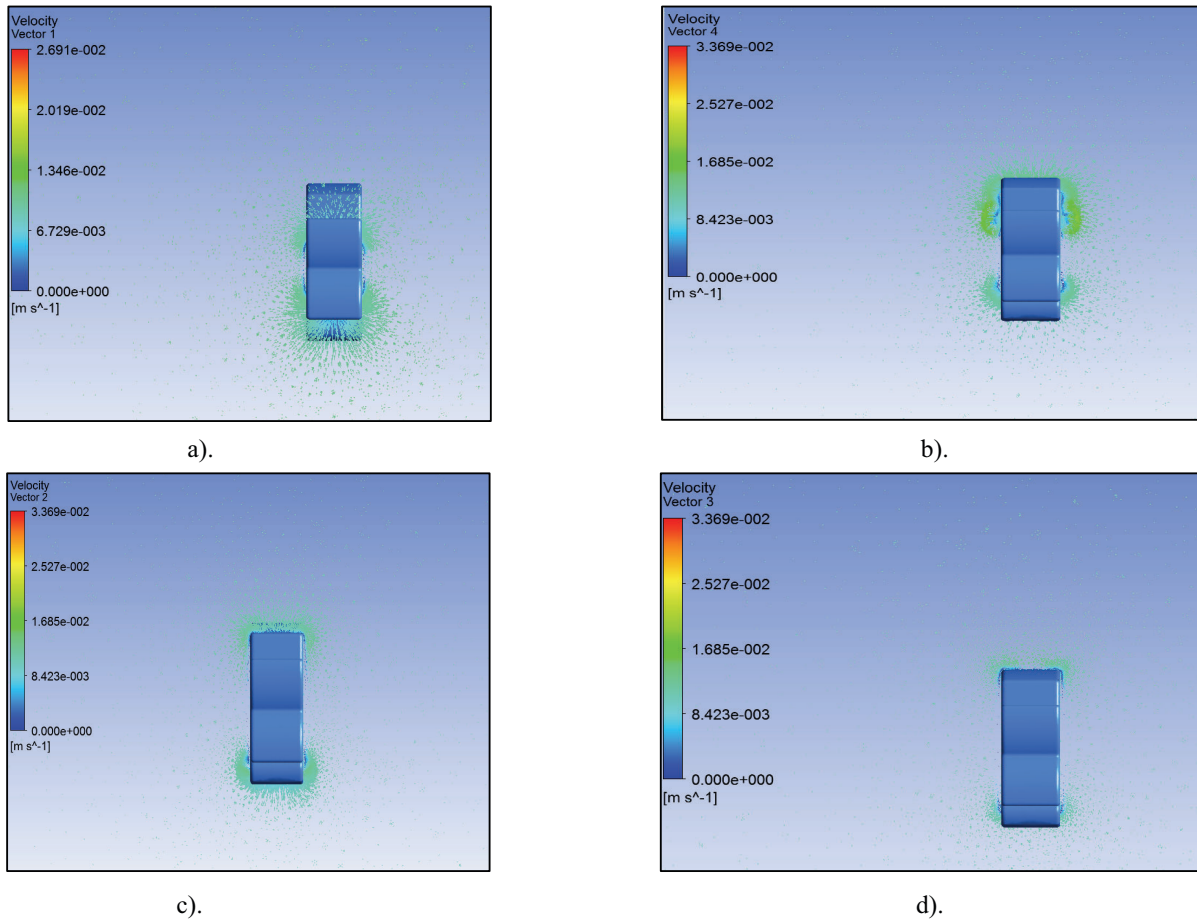 Velocity
Vector 1
2.691e-002
2.019e-002
1.346e-002
6.729e-003
0.000e+000
[m s^-1]
a).
Velocity
Vector 4
3.369e-002
2.527e-002
1.685e-002
8.423e-003
0.000e+000
[m s^-1]
b).
Velocity
Vector 2
3.369e-002
2.527e-002
1.685e-002
8.423e-003
0.000e+000
[m s^-1]
c).
Velocity
Vector 3
3.369e-002
2.527e-002
1.685e-002
8.423e-003
0.000e+000
[m s^-1]
d).